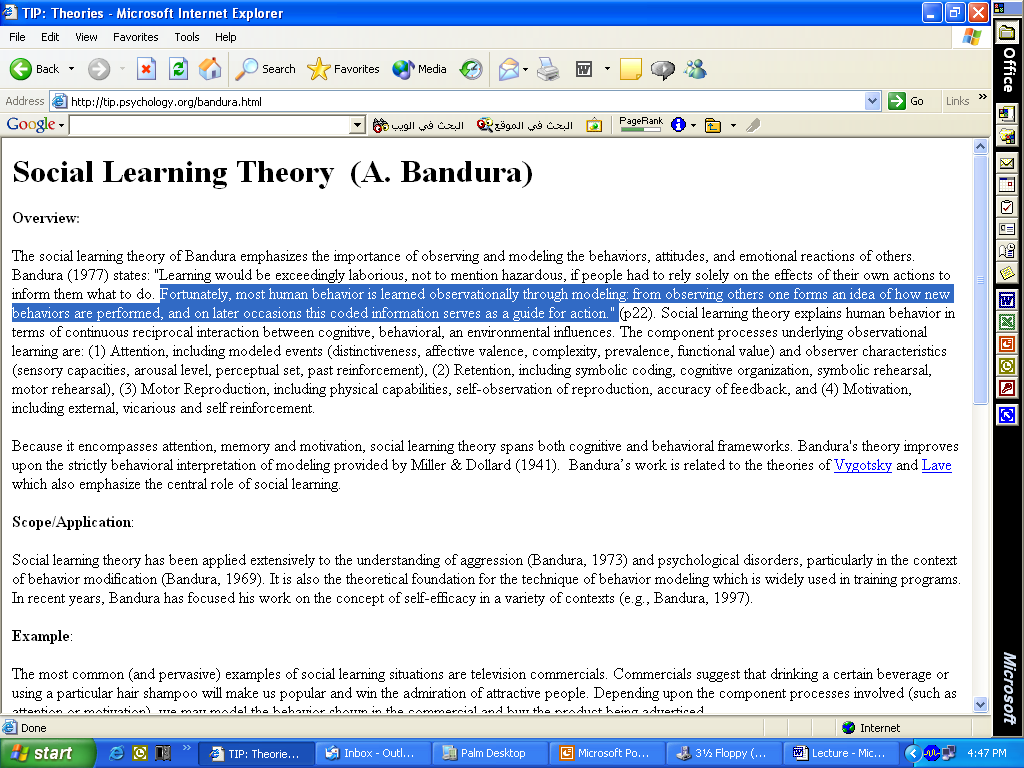 TIP: Theories - Microsoft Internet Explorer
File Edit View Favorites Tools Help
Back Search Favorites Media
Address http://tip.psychology.org/bandura.html Go Links »
Google البحث في الويب البحث في الموقع PageRank
Social Learning Theory (A. Bandura)
Overview:
The social learning theory of Bandura emphasizes the importance of observing and modeling the behaviors, attitudes, and emotional reactions of others.
Bandura (1977) states: "Learning would be exceedingly laborious, not to mention hazardous, if people had to rely solely on the effects of their own actions to
inform them what to do. Fortunately, most human behavior is learned observationally through modeling: from observing others one forms an idea of how new
behaviors are performed, and on later occasions this coded information serves as a guide for action." (p22). Social learning theory explains human behavior in
terms of continuous reciprocal interaction between cognitive, behavioral, an environmental influences. The component processes underlying observational
learning are: (1) Attention, including modeled events (distinctiveness, affective valence, complexity, prevalence, functional value) and observer characteristics
(sensory capacities, arousal level, perceptual set, past reinforcement), (2) Retention, including symbolic coding, cognitive organization, symbolic rehearsal,
motor rehearsal), (3) Motor Reproduction, including physical capabilities, self-observation of reproduction, accuracy of feedback, and (4) Motivation,
including external, vicarious and self reinforcement.
Because it encompasses attention, memory and motivation, social learning theory spans both cognitive and behavioral frameworks. Bandura's theory improves
upon the strictly behavioral interpretation of modeling provided by Miller & Dollard (1941).  Bandura’s work is related to the theories of Vygotsky and Lave
which also emphasize the central role of social learning.
Scope/Application:
Social learning theory has been applied extensively to the understanding of aggression (Bandura, 1973) and psychological disorders, particularly in the context
of behavior modification (Bandura, 1969). It is also the theoretical foundation for the technique of behavior modeling which is widely used in training programs.
In recent years, Bandura has focused his work on the concept of self-efficacy in a variety of contexts (e.g., Bandura, 1997).
Example:
The most common (and pervasive) examples of social learning situations are television commercials. Commercials suggest that drinking a certain beverage or
using a particular hair shampoo will make us popular and win the admiration of attractive people. Depending upon the component processes involved (such as
attention or motivation), we may model the behavior shown in the commercial and buy the product being advertised.
Done Internet
start » TIP: Theorie... Inbox - Outl... Palm Desktop Microsoft Po... 3½ Floppy (... Lecture - Mic... 4:47 PM
Office
Microsoft